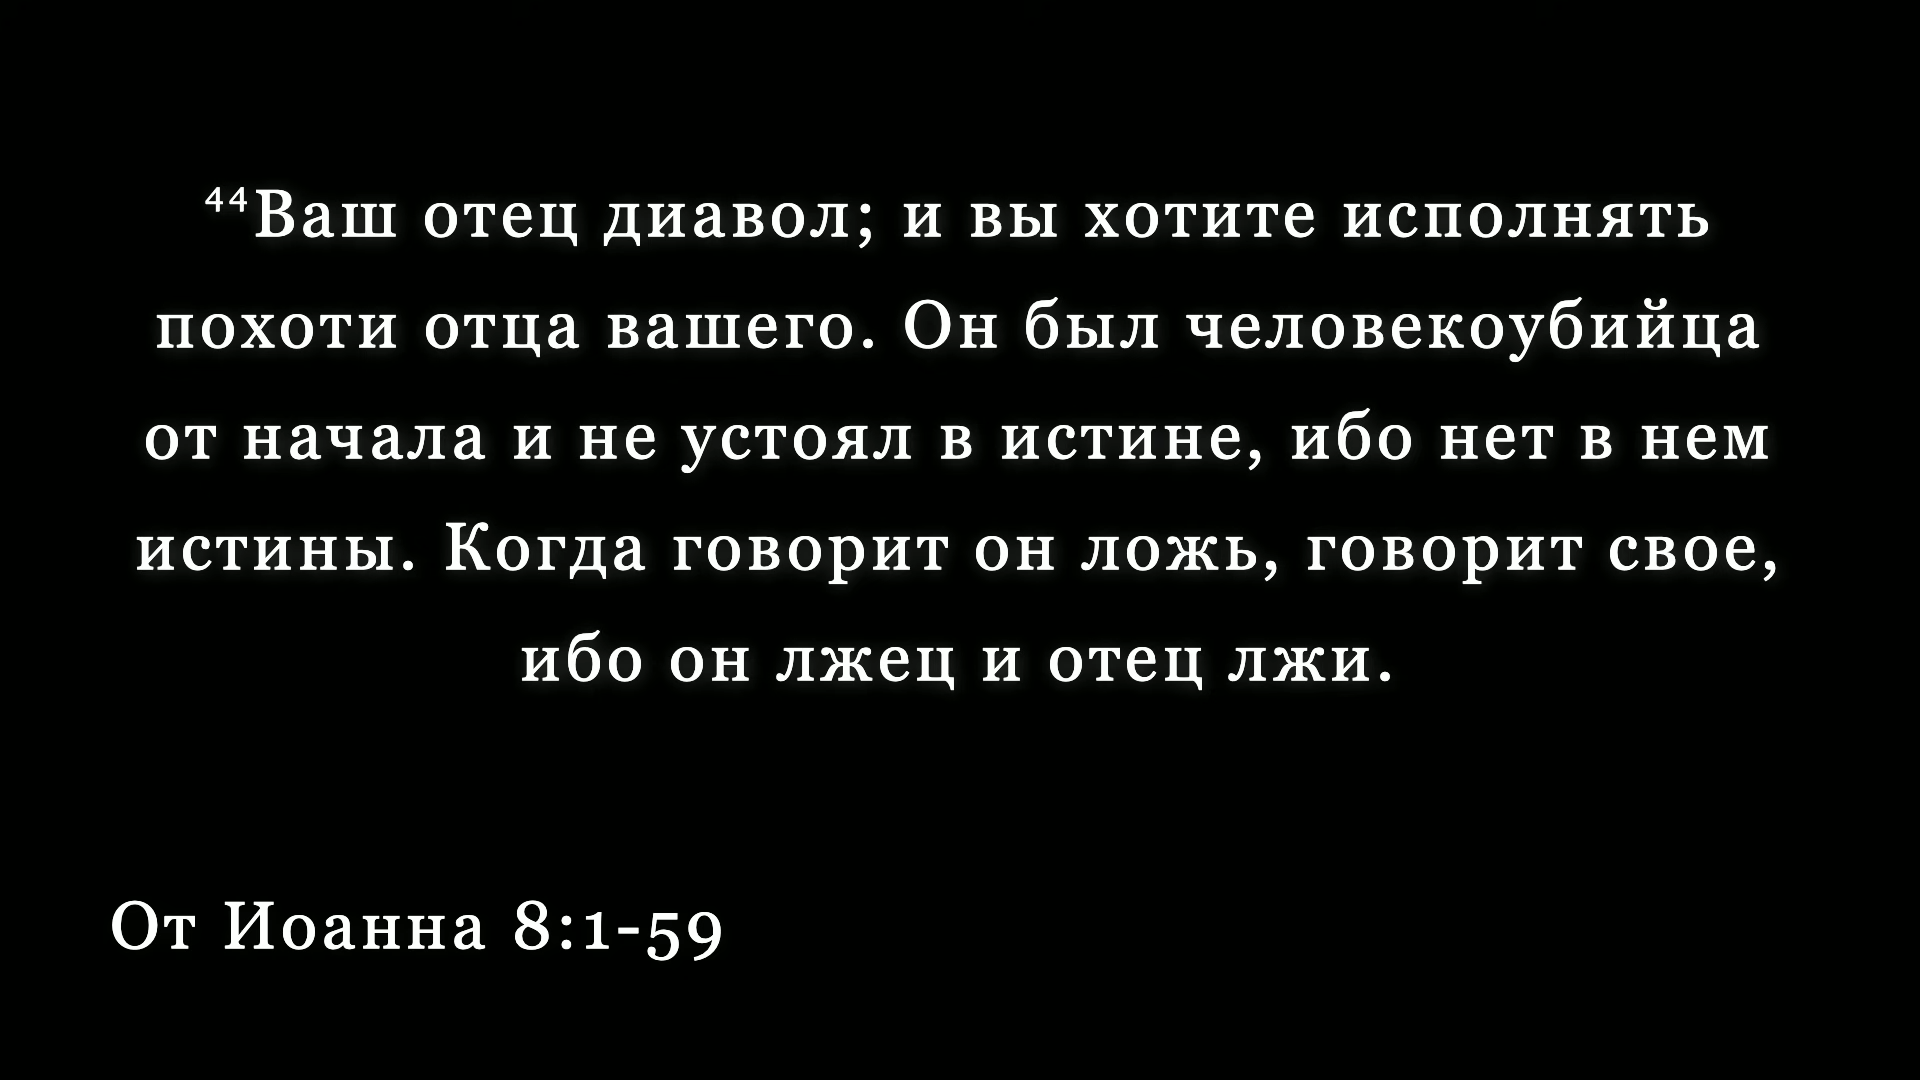 ⁴⁴Ваш отец диавол; и вы хотите исполнять
похоти отца вашего. Он был человекоубийца
от начала и не устоял в истине, ибо нет в нем
истины. Когда говорит он ложь, говорит свое,
ибо он лжец и отец лжи.
От Иоанна 8:1-59